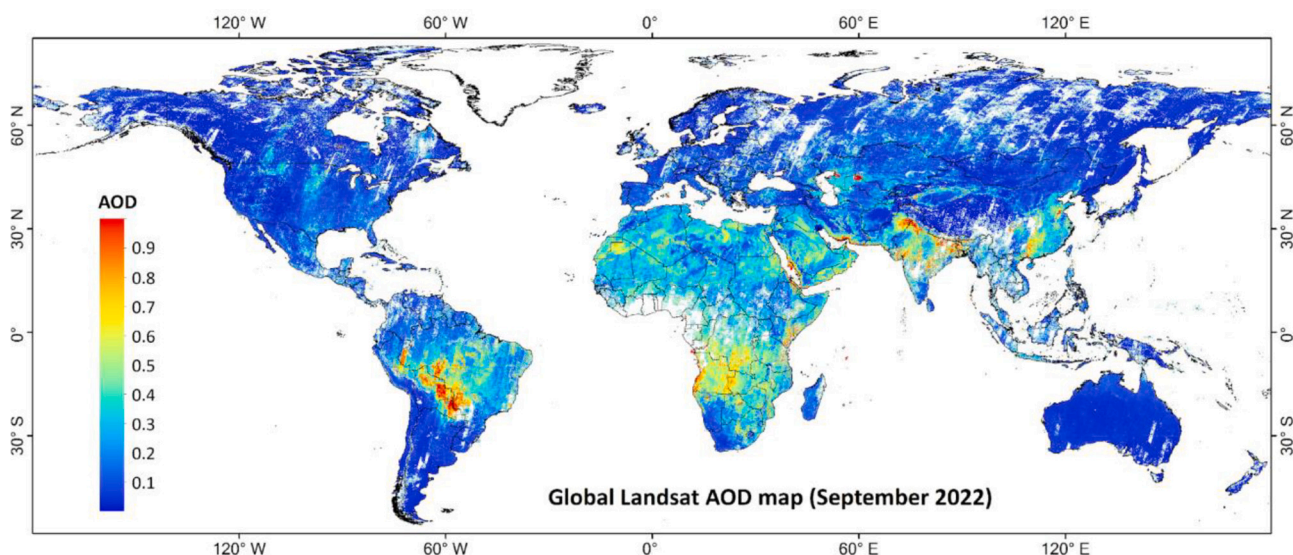 120° W 60° W 0° 60° E 120° E
60° N
30° N
0°
30° S
AOD
0.9
0.8
0.7
0.6
0.5
0.4
0.3
0.2
0.1
60° N
30° N
0°
30° S
Global Landsat AOD map (September 2022)
120° W 60° W 0° 60° E 120° E